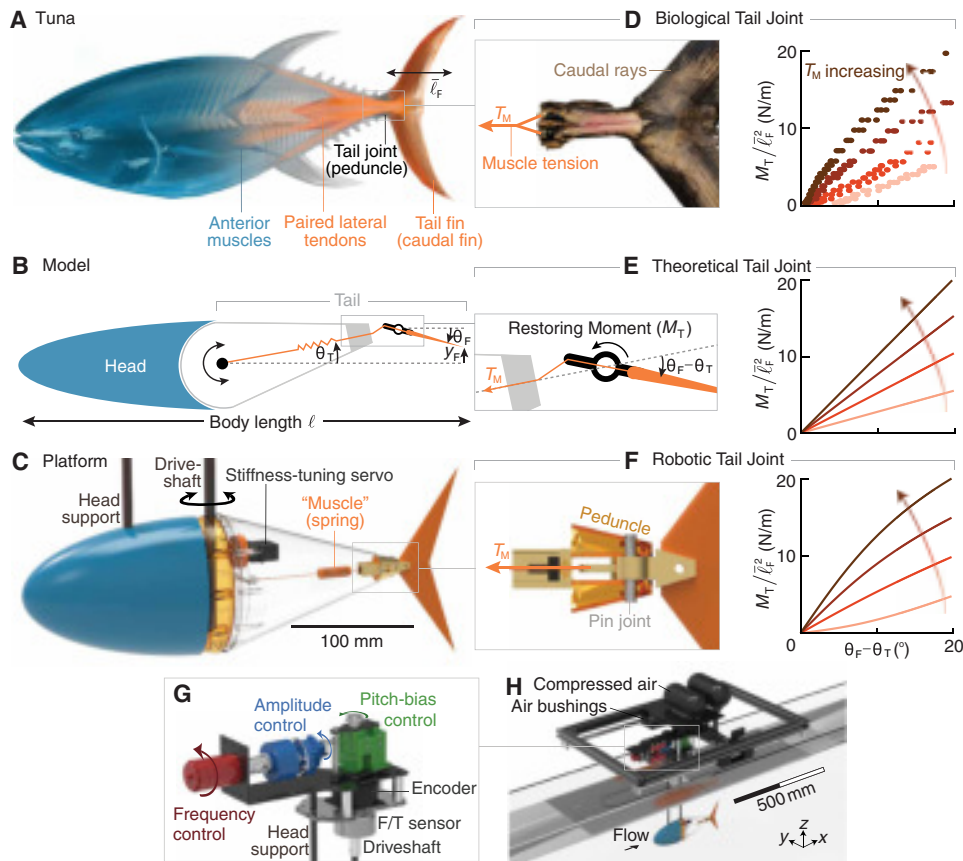 A Tuna
ℓ̄F
Tail joint
(peduncle)
Anterior
muscles
Paired lateral
tendons
Tail fin
(caudal fin)
Caudal rays
TM
Muscle tension
D Biological Tail Joint
MT/ℓ̄F² (N/m)
20
10
0
TM increasing
B Model
Tail
Head
θT
θF
yF
Body length ℓ
Restoring Moment (MT)
TM
θF−θT
E Theoretical Tail Joint
MT/ℓ̄F² (N/m)
20
10
0
C Platform
Drive-
shaft
Head
support
Stiffness-tuning servo
"Muscle"
(spring)
100 mm
Peduncle
TM
Pin joint
F Robotic Tail Joint
MT/ℓ̄F² (N/m)
20
10
0
0
θF−θT (°)
20
G
Amplitude
control
Pitch-bias
control
Frequency
control
Encoder
F/T sensor
Head
support
Driveshaft
H
Compressed air
Air bushings
500 mm
Flow
z
y
x